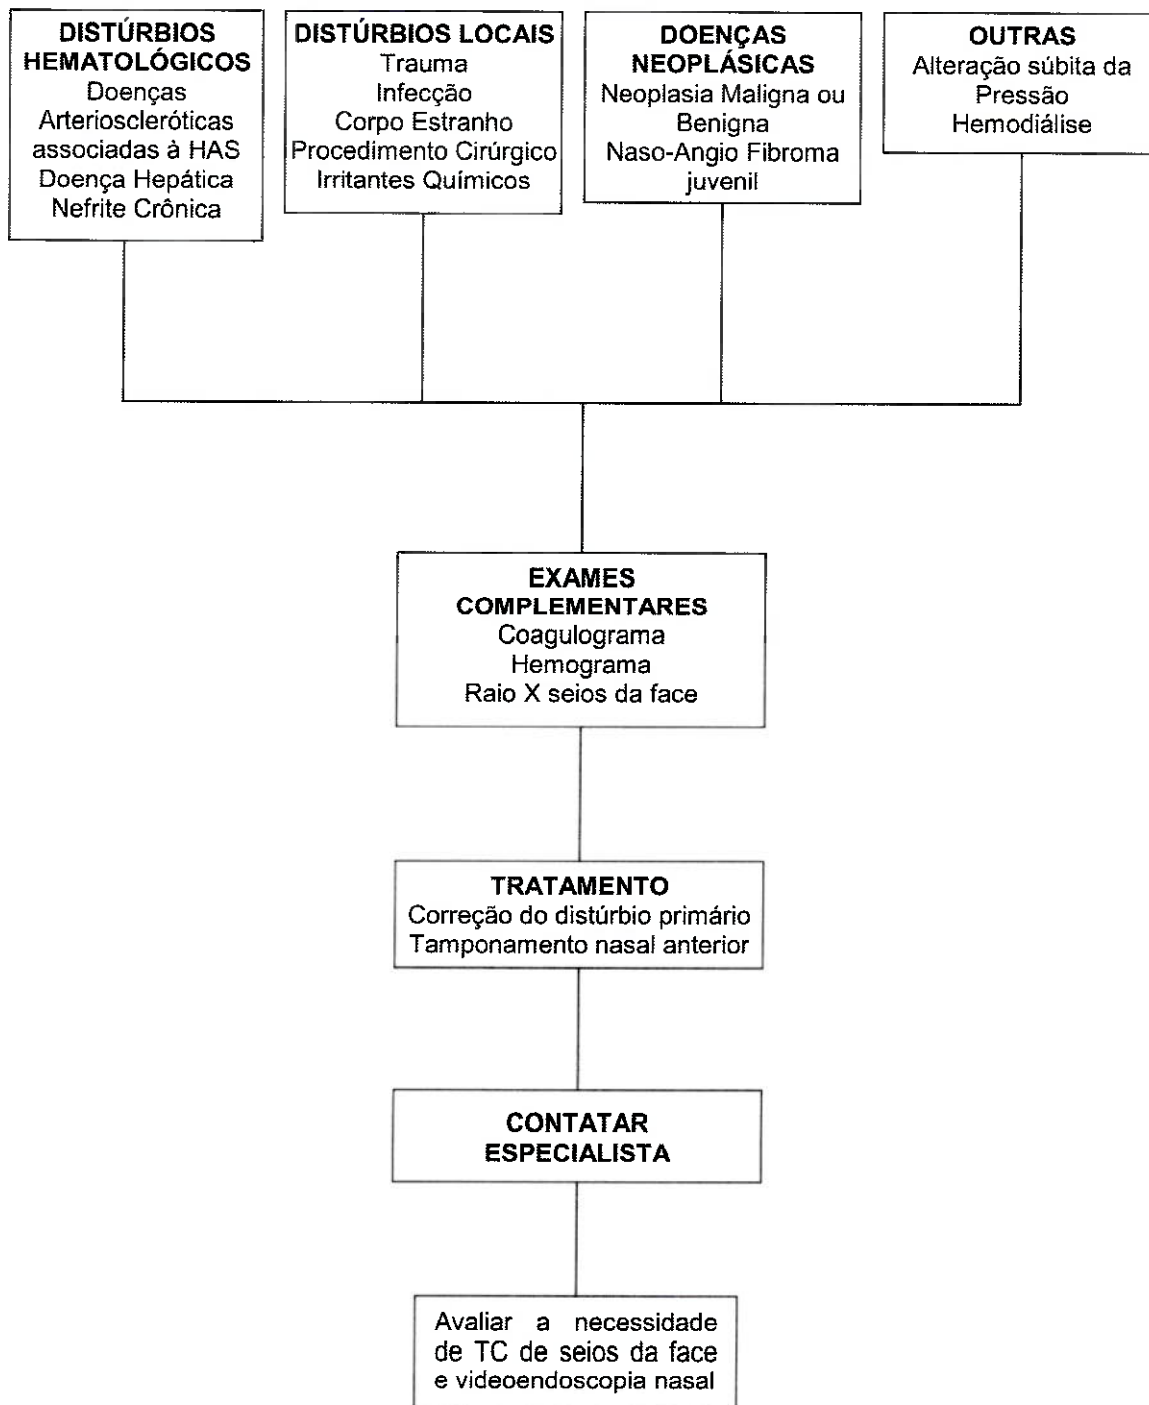 DISTÚRBIOS
HEMATOLÓGICOS
Doenças
Arterioscleróticas
associadas à HAS
Doença Hepática
Nefrite Crônica
DISTÚRBIOS LOCAIS
Trauma
Infecção
Corpo Estranho
Procedimento Cirúrgico
Irritantes Químicos
DOENÇAS
NEOPLÁSICAS
Neoplasia Maligna ou
Benigna
Naso-Angio Fibroma
juvenil
OUTRAS
Alteração súbita da
Pressão
Hemodiálise
EXAMES
COMPLEMENTARES
Coagulograma
Hemograma
Raio X seios da face
TRATAMENTO
Correção do distúrbio primário
Tamponamento nasal anterior
CONTATAR
ESPECIALISTA
Avaliar a necessidade
de TC de seios da face
e videoendoscopia nasal